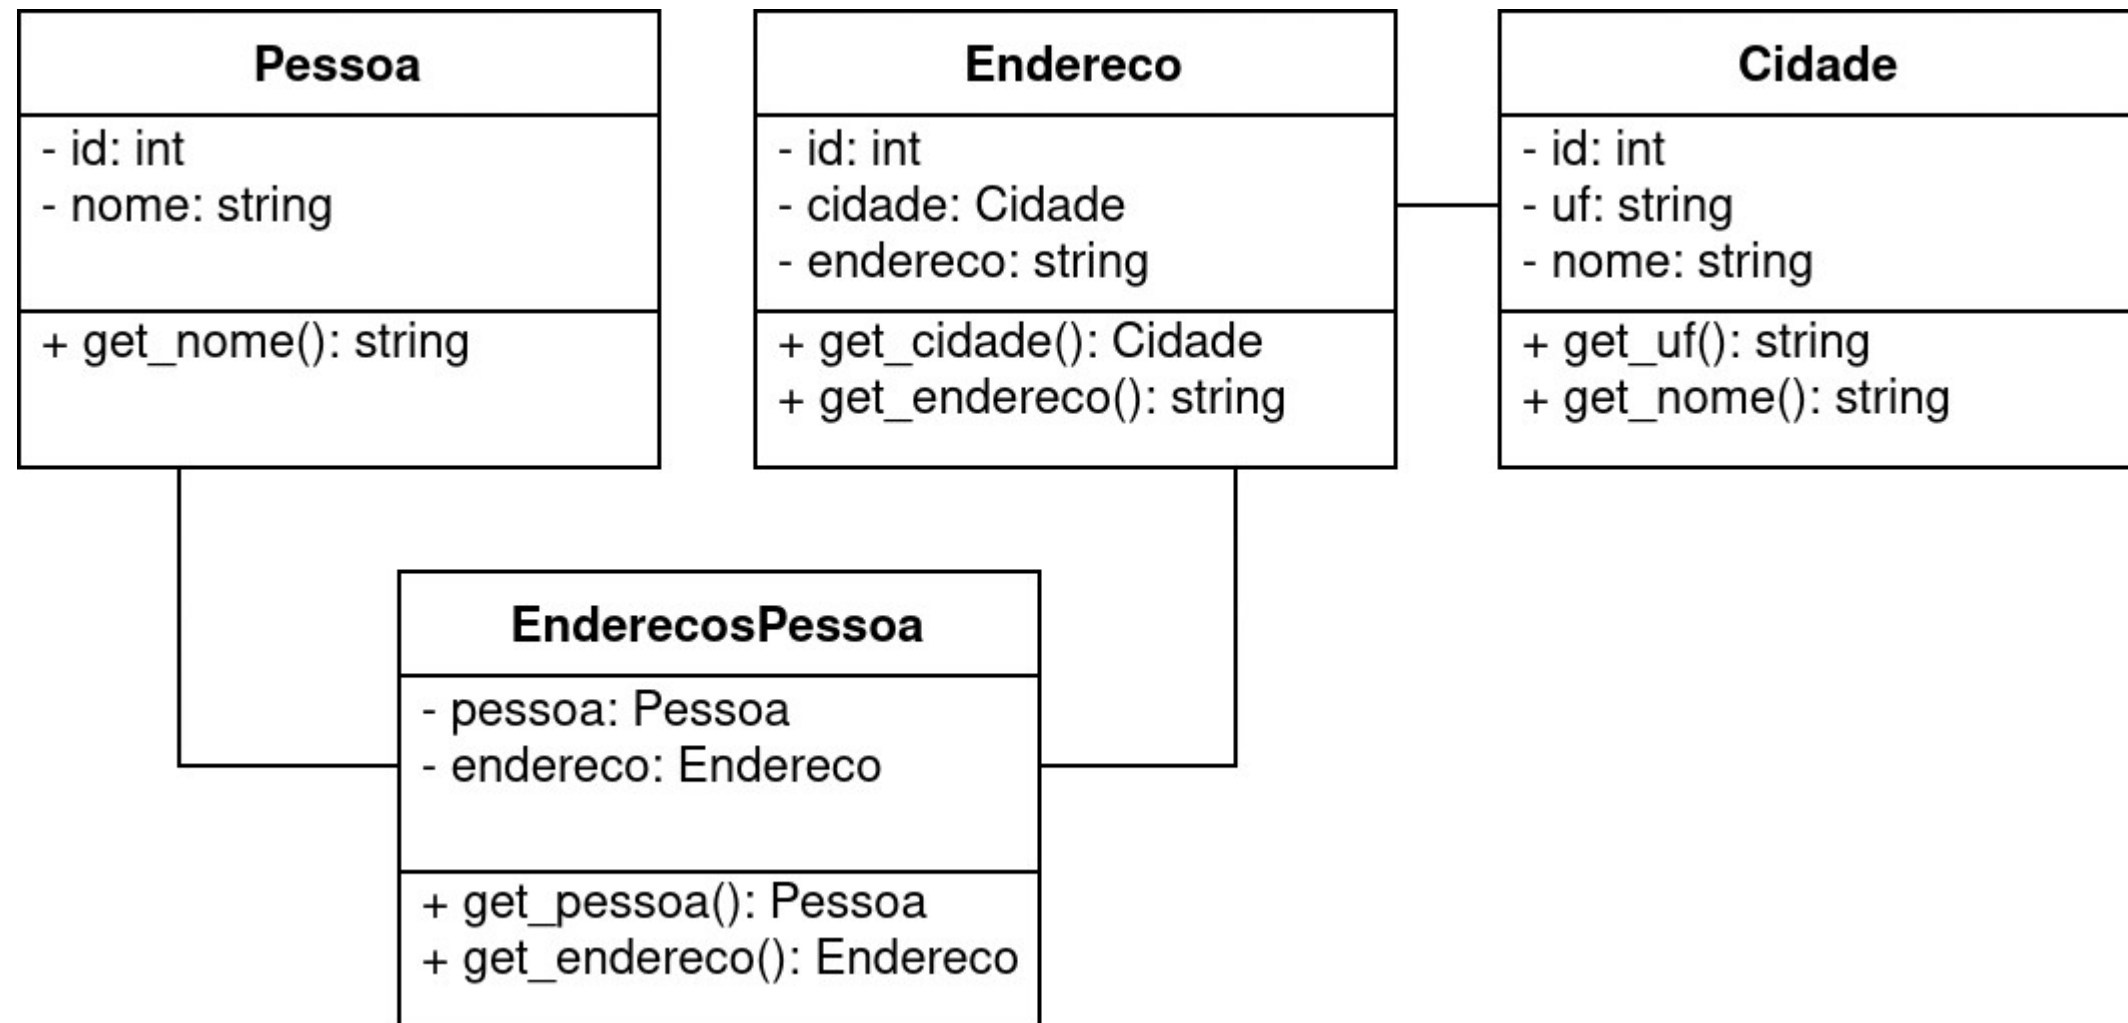 Pessoa
- id: int
- nome: string
+ get_nome(): string
Endereco
- id: int
- cidade: Cidade
- endereco: string
+ get_cidade(): Cidade
+ get_endereco(): string
Cidade
- id: int
- uf: string
- nome: string
+ get_uf(): string
+ get_nome(): string
EnderecosPessoa
- pessoa: Pessoa
- endereco: Endereco
+ get_pessoa(): Pessoa
+ get_endereco(): Endereco